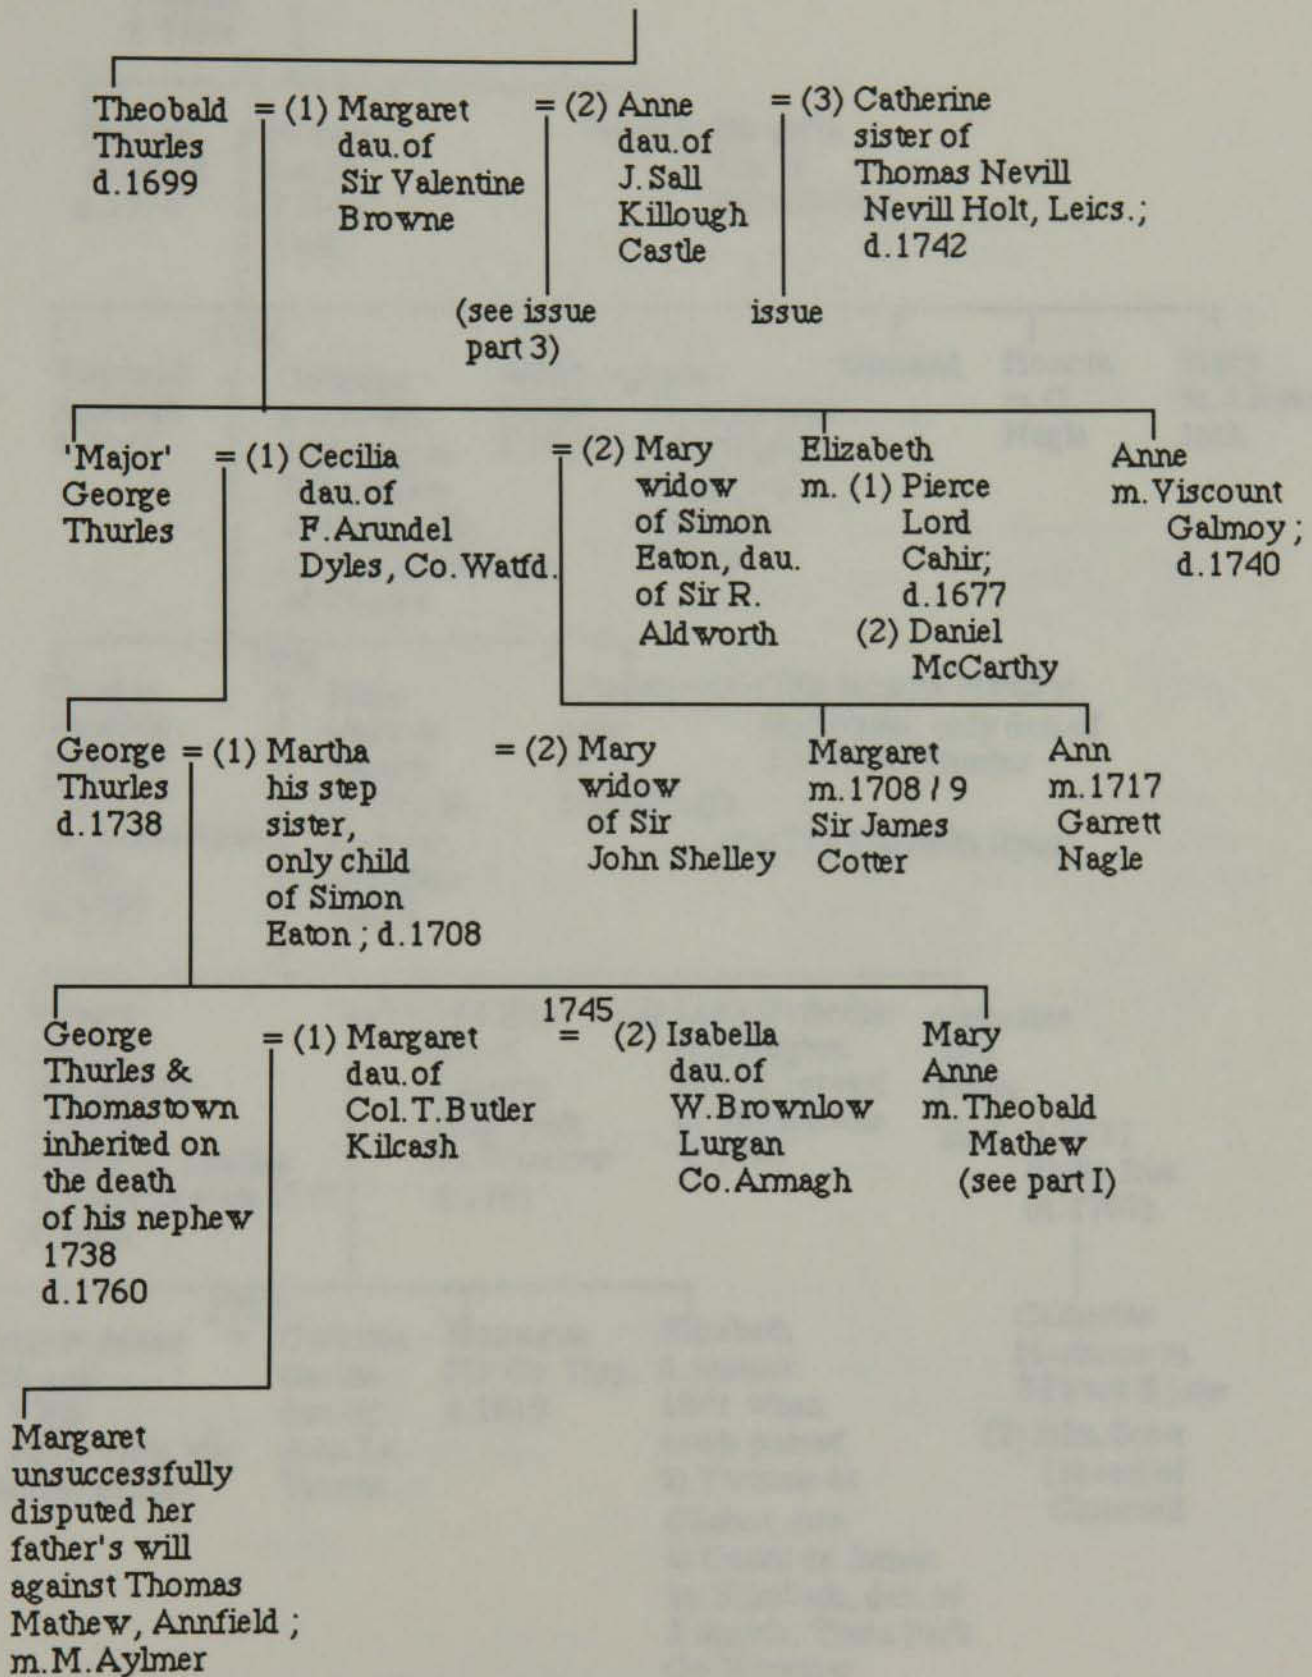 Theobald
Thurles
d.1699
= (1) Margaret
dau.of
Sir Valentine
Browne
= (2) Anne
dau.of
J.Sall
Killough
Castle
= (3) Catherine
sister of
Thomas Nevill
Nevill Holt, Leics.;
d.1742
(see issue
part 3)
issue
'Major'
George
Thurles
= (1) Cecilia
dau.of
F.Arundel
Dyles, Co.Watfd.
= (2) Mary
widow
of Simon
Eaton, dau.
of Sir R.
Aldworth
Elizabeth
m. (1) Pierce
Lord
Cahir;
d.1677
(2) Daniel
McCarthy
Anne
m.Viscount
Galmoy;
d.1740
George
Thurles
d.1738
= (1) Martha
his step
sister,
only child
of Simon
Eaton; d.1708
= (2) Mary
widow
of Sir
John Shelley
Margaret
m.1708/9
Sir James
Cotter
Ann
m.1717
Garrett
Nagle
George
Thurles &
Thomastown
inherited on
the death
of his nephew
1738
d.1760
= (1) Margaret
dau.of
Col.T.Butler
Kilcash
1745
= (2) Isabella
dau.of
W.Brownlow
Lurgan
Co.Armagh
Mary
Anne
m.Theobald
Mathew
(see part I)
Margaret
unsuccessfully
disputed her
father's will
against Thomas
Mathew, Annfield;
m.M.Aylmer